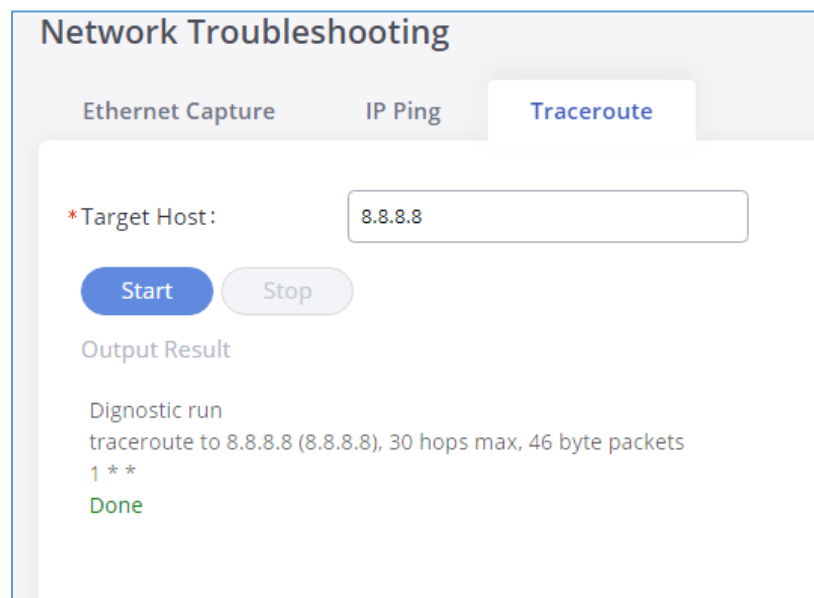 Network Troubleshooting
Ethernet Capture IP Ping Traceroute
*Target Host: 8.8.8.8
Start Stop
Output Result
Dignostic run
traceroute to 8.8.8.8 (8.8.8.8), 30 hops max, 46 byte packets
1 * *
Done